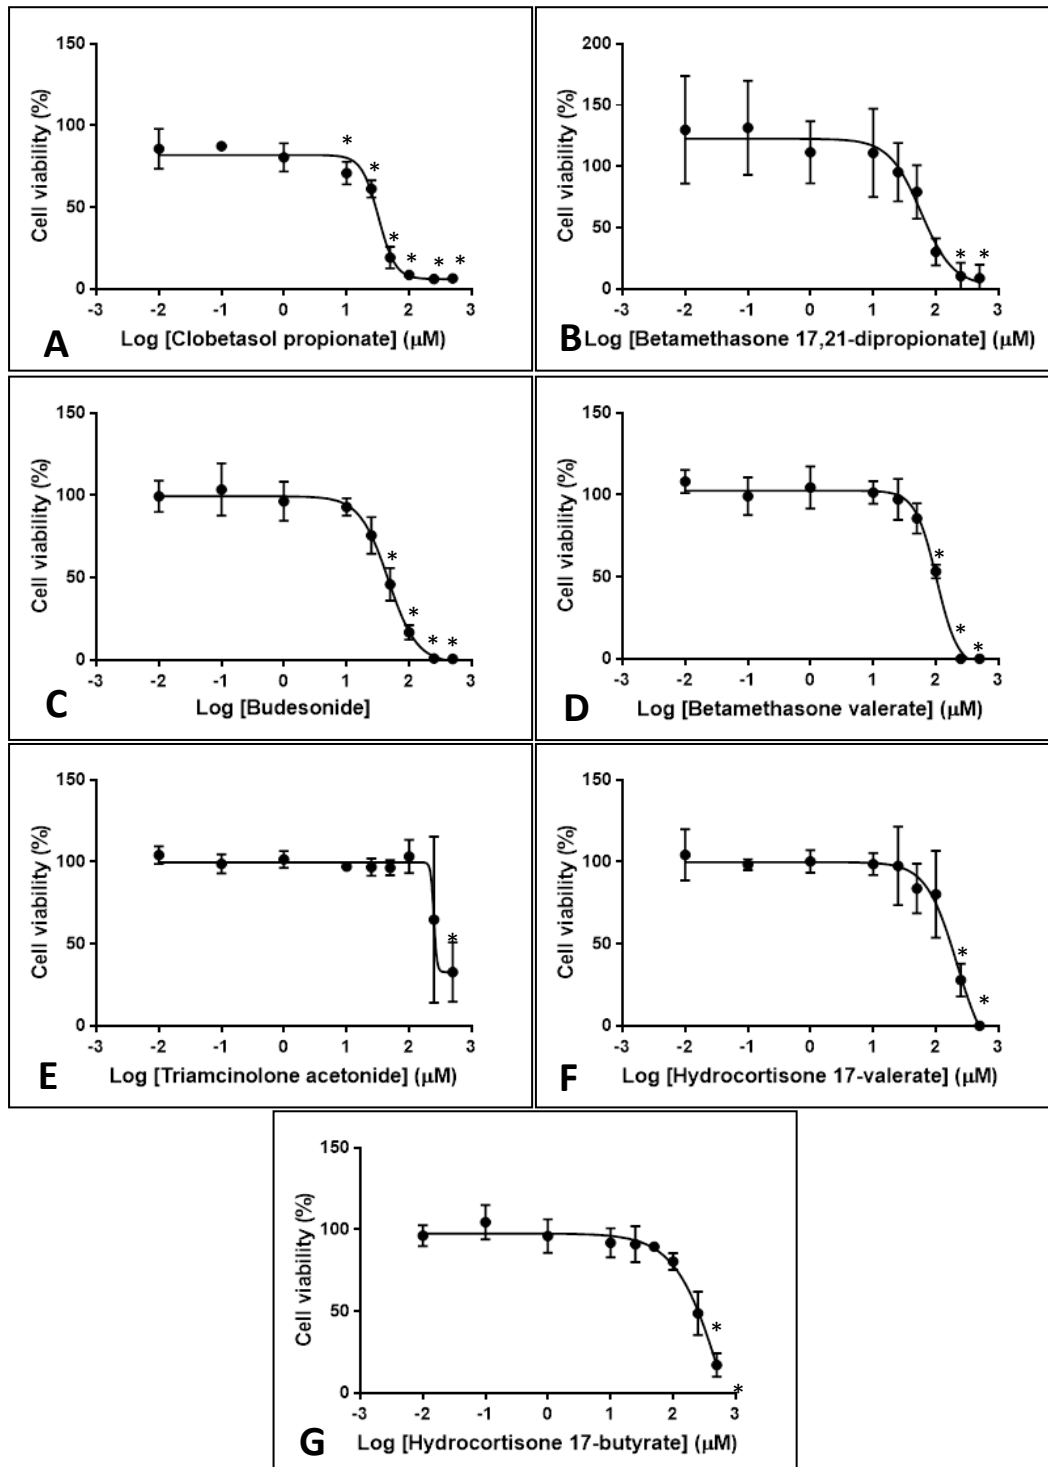 150
100
50
0
Cell viability (%)
-3 -2 -1 0 1 2 3
* * * * * *
A Log [Clobetasol propionate] (µM)
200
150
100
50
0
Cell viability (%)
-3 -2 -1 0 1 2 3
* *
B Log [Betamethasone 17,21-dipropionate] (µM)
150
100
50
0
Cell viability (%)
-3 -2 -1 0 1 2 3
* * * *
C Log [Budesonide]
150
100
50
0
Cell viability (%)
-3 -2 -1 0 1 2 3
* * *
D Log [Betamethasone valerate] (µM)
150
100
50
0
Cell viability (%)
-3 -2 -1 0 1 2 3
*
E Log [Triamcinolone acetonide] (µM)
150
100
50
0
Cell viability (%)
-3 -2 -1 0 1 2 3
* *
F Log [Hydrocortisone 17-valerate] (µM)
150
100
50
0
Cell viability (%)
-3 -2 -1 0 1 2 3
* *
G Log [Hydrocortisone 17-butyrate] (µM)